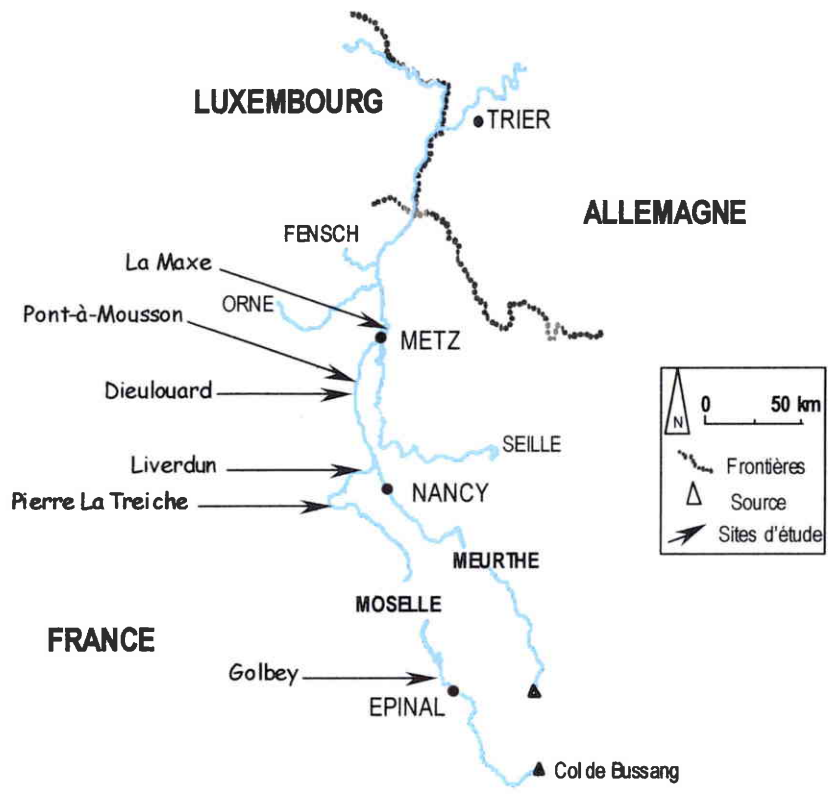 LUXEMBOURG
TRIER
ALLEMAGNE
FENSCH
La Maxe
ORNE
Pont-à-Mousson
METZ
Dieulouard
0 50 km
N
SEILLE
Liverdun
Frontières
NANCY
Source
Pierre La Treiche
Sites d'étude
MEURTHE
MOSELLE
FRANCE
Golbey
EPINAL
Col de Bussang